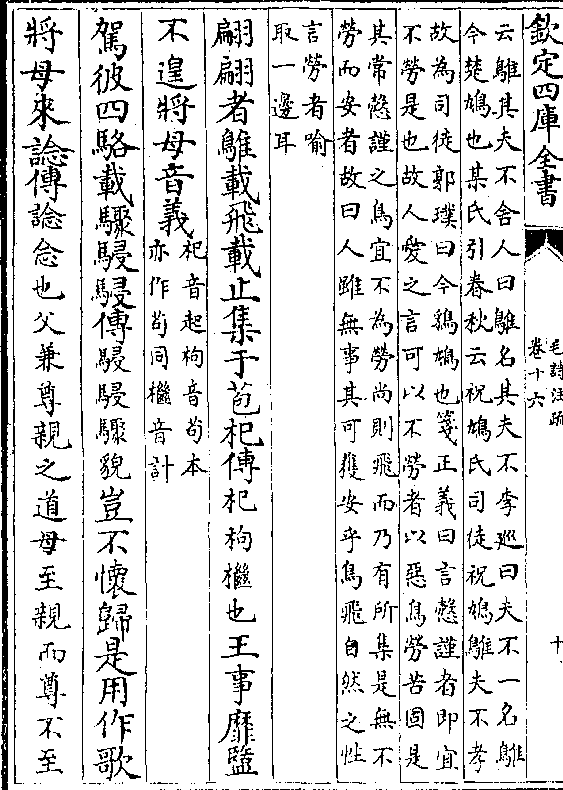 欽定四庫全書
毛詩注疏
卷十六
十
云鵻其夫不舍人曰鵻名其夫不李巡曰夫不一名鵻
今楚鳩也某氏引春秋云祝鳩氏司徒祝鳩鵻夫不孝
故為司徒郭璞曰今鵓鳩也箋正義曰言慤謹者即宜
不勞是也故人愛之言可以不勞者以惡鳥勞苦固是
其常慤謹之鳥宜不為勞尚則飛而乃有所集是無不
勞而安者故曰人雖無事其可獲安乎鳥飛自然之性
言勞者喻
取一邊耳
翩翩者鵻載飛載止集于苞杞傳杞枸檵也王事靡盬
不遑將母音義
杞音起枸音苟本
亦作苟同檵音計
駕彼四駱載驟駸駸傳駸駸驟貌豈不懷歸是用作歌
將母來諗傳諗念也父兼尊親之道母至親而尊不至